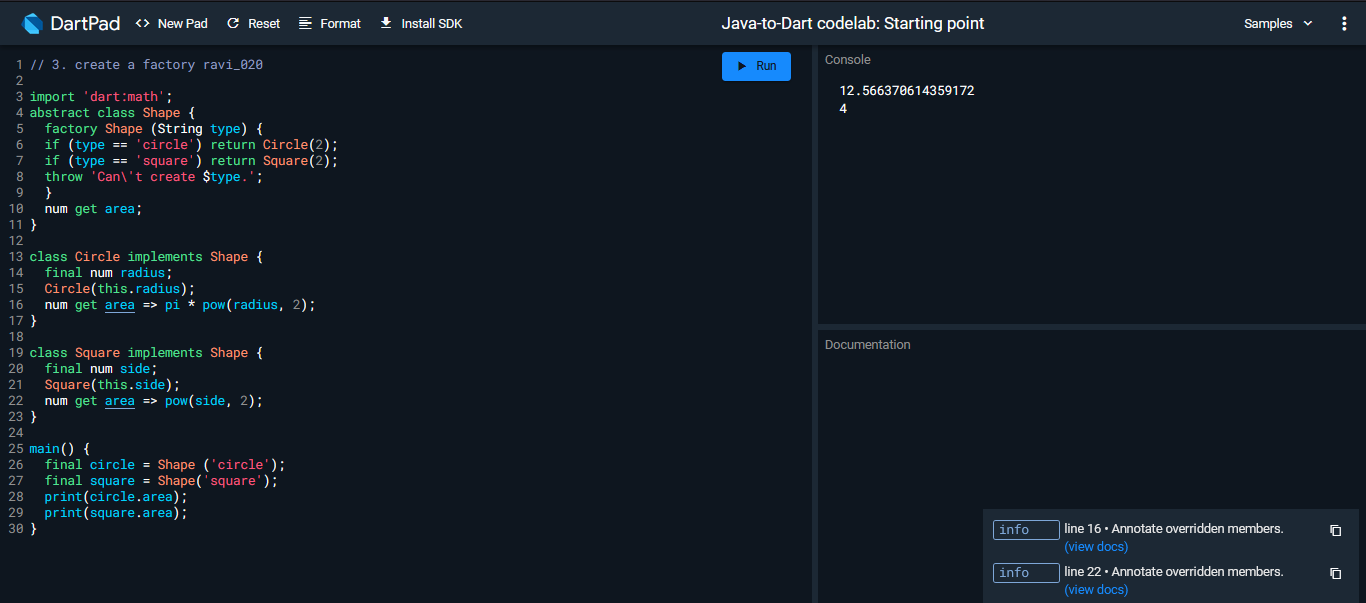 DartPad <> New Pad Reset Format Install SDK Java-to-Dart codelab: Starting point Samples
Run
1 // 3. create a factory ravi_020
2
3 import 'dart:math';
4 abstract class Shape {
5   factory Shape (String type) {
6   if (type == 'circle') return Circle(2);
7   if (type == 'square') return Square(2);
8   throw 'Can\'t create $type.';
9   }
10   num get area;
11 }
12
13 class Circle implements Shape {
14   final num radius;
15   Circle(this.radius);
16   num get area => pi * pow(radius, 2);
17 }
18
19 class Square implements Shape {
20   final num side;
21   Square(this.side);
22   num get area => pow(side, 2);
23 }
24
25 main() {
26   final circle = Shape ('circle');
27   final square = Shape('square');
28   print(circle.area);
29   print(square.area);
30 }
Console
12.566370614359172
4
Documentation
info line 16 • Annotate overridden members.
(view docs)
info line 22 • Annotate overridden members.
(view docs)